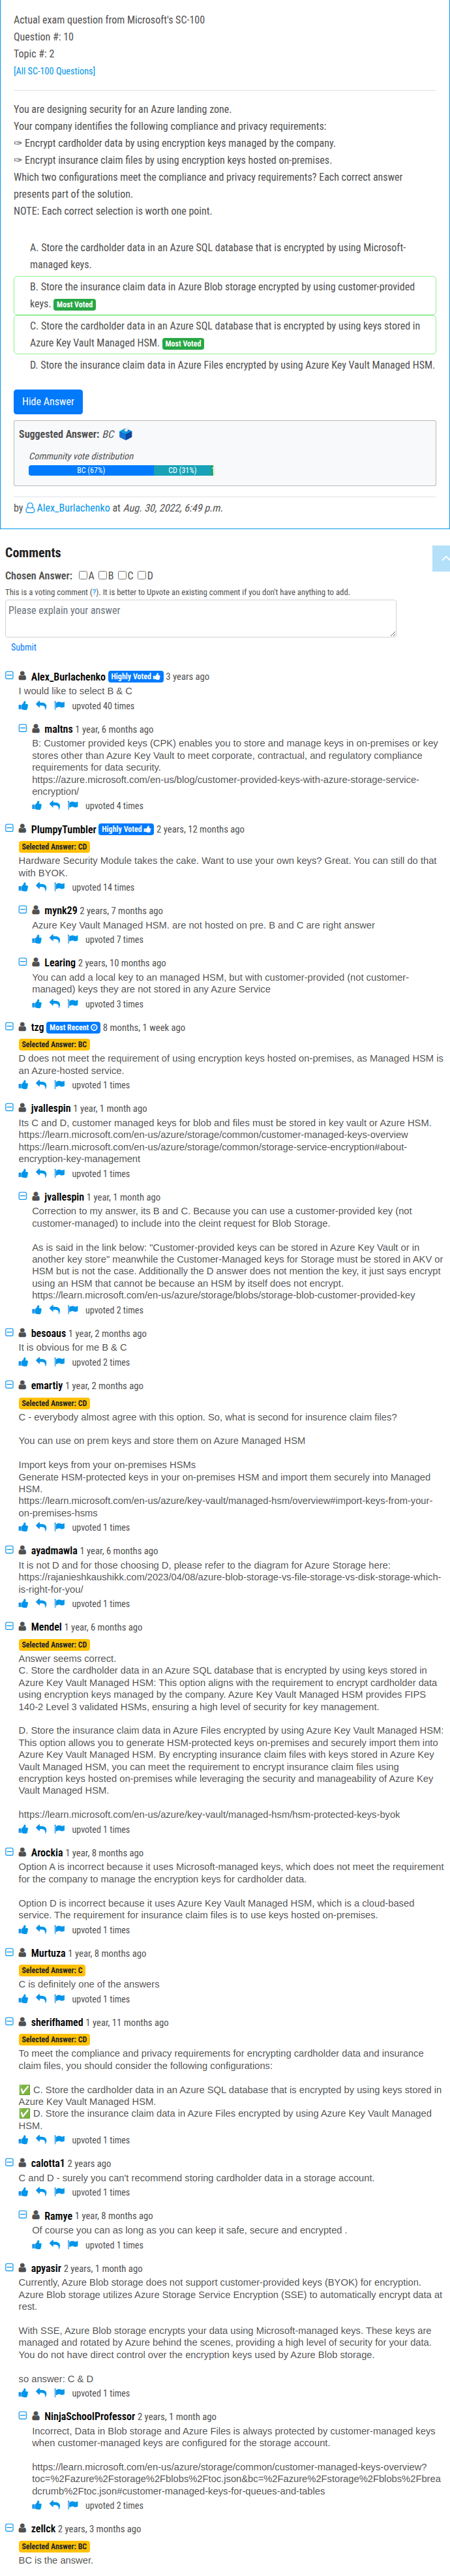 Actual exam question from Microsoft's SC-100
Question #: 10
Topic #: 2
[All SC-100 Questions]
You are designing security for an Azure landing zone.
Your company identifies the following compliance and privacy requirements:
✑ Encrypt cardholder data by using encryption keys managed by the company.
✑ Encrypt insurance claim files by using encryption keys hosted on-premises.
Which two configurations meet the compliance and privacy requirements? Each correct answer
presents part of the solution.
NOTE: Each correct selection is worth one point.
A. Store the cardholder data in an Azure SQL database that is encrypted by using Microsoft-
managed keys.
B. Store the insurance claim data in Azure Blob storage encrypted by using customer-provided
keys. Most Voted
C. Store the cardholder data in an Azure SQL database that is encrypted by using keys stored in
Azure Key Vault Managed HSM. Most Voted
D. Store the insurance claim data in Azure Files encrypted by using Azure Key Vault Managed HSM.
Hide Answer
Suggested Answer: BC
Community vote distribution
BC (67%) CD (31%)
by Alex_Burlachenko at Aug. 30, 2022, 6:49 p.m.
Comments
Chosen Answer: A B C D
This is a voting comment (?). It is better to Upvote an existing comment if you don't have anything to add.
Please explain your answer
Submit
Alex_Burlachenko Highly Voted 3 years ago
I would like to select B & C
upvoted 40 times
maltns 1 year, 6 months ago
B: Customer provided keys (CPK) enables you to store and manage keys in on-premises or key
stores other than Azure Key Vault to meet corporate, contractual, and regulatory compliance
requirements for data security.
https://azure.microsoft.com/en-us/blog/customer-provided-keys-with-azure-storage-service-
encryption/
upvoted 4 times
PlumpyTumbler Highly Voted 2 years, 12 months ago
Selected Answer: CD
Hardware Security Module takes the cake. Want to use your own keys? Great. You can still do that
with BYOK.
upvoted 14 times
mynk29 2 years, 7 months ago
Azure Key Vault Managed HSM. are not hosted on pre. B and C are right answer
upvoted 7 times
Learing 2 years, 10 months ago
You can add a local key to an managed HSM, but with customer-provided (not customer-
managed) keys they are not stored in any Azure Service
upvoted 3 times
tzg Most Recent 8 months, 1 week ago
Selected Answer: BC
D does not meet the requirement of using encryption keys hosted on-premises, as Managed HSM is
an Azure-hosted service.
upvoted 1 times
jvallespin 1 year, 1 month ago
Its C and D, customer managed keys for blob and files must be stored in key vault or Azure HSM.
https://learn.microsoft.com/en-us/azure/storage/common/customer-managed-keys-overview
https://learn.microsoft.com/en-us/azure/storage/common/storage-service-encryption#about-
encryption-key-management
upvoted 1 times
jvallespin 1 year, 1 month ago
Correction to my answer, its B and C. Because you can use a customer-provided key (not
customer-managed) to include into the cleint request for Blob Storage.
As is said in the link below: "Customer-provided keys can be stored in Azure Key Vault or in
another key store" meanwhile the Customer-Managed keys for Storage must be stored in AKV or
HSM but is not the case. Additionally the D answer does not mention the key, it just says encrypt
using an HSM that cannot be because an HSM by itself does not encrypt.
https://learn.microsoft.com/en-us/azure/storage/blobs/storage-blob-customer-provided-key
upvoted 2 times
besoaus 1 year, 2 months ago
It is obvious for me B & C
upvoted 2 times
emartiy 1 year, 2 months ago
Selected Answer: CD
C - everybody almost agree with this option. So, what is second for insurence claim files?
You can use on prem keys and store them on Azure Managed HSM
Import keys from your on-premises HSMs
Generate HSM-protected keys in your on-premises HSM and import them securely into Managed
HSM.
https://learn.microsoft.com/en-us/azure/key-vault/managed-hsm/overview#import-keys-from-your-
on-premises-hsms
upvoted 1 times
ayadmawla 1 year, 6 months ago
It is not D and for those choosing D, please refer to the diagram for Azure Storage here:
https://rajanieshkaushikk.com/2023/04/08/azure-blob-storage-vs-file-storage-vs-disk-storage-which-
is-right-for-you/
upvoted 1 times
Mendel 1 year, 6 months ago
Selected Answer: CD
Answer seems correct.
C. Store the cardholder data in an Azure SQL database that is encrypted by using keys stored in
Azure Key Vault Managed HSM: This option aligns with the requirement to encrypt cardholder data
using encryption keys managed by the company. Azure Key Vault Managed HSM provides FIPS
140-2 Level 3 validated HSMs, ensuring a high level of security for key management.
D. Store the insurance claim data in Azure Files encrypted by using Azure Key Vault Managed HSM:
This option allows you to generate HSM-protected keys on-premises and securely import them into
Azure Key Vault Managed HSM. By encrypting insurance claim files with keys stored in Azure Key
Vault Managed HSM, you can meet the requirement to encrypt insurance claim files using
encryption keys hosted on-premises while leveraging the security and manageability of Azure Key
Vault Managed HSM.
https://learn.microsoft.com/en-us/azure/key-vault/managed-hsm/hsm-protected-keys-byok
upvoted 1 times
Arockia 1 year, 8 months ago
Option A is incorrect because it uses Microsoft-managed keys, which does not meet the requirement
for the company to manage the encryption keys for cardholder data.
Option D is incorrect because it uses Azure Key Vault Managed HSM, which is a cloud-based
service. The requirement for insurance claim files is to use keys hosted on-premises.
upvoted 1 times
Murtuza 1 year, 8 months ago
Selected Answer: C
C is definitely one of the answers
upvoted 1 times
sherifhamed 1 year, 11 months ago
Selected Answer: CD
To meet the compliance and privacy requirements for encrypting cardholder data and insurance
claim files, you should consider the following configurations:
✅ C. Store the cardholder data in an Azure SQL database that is encrypted by using keys stored in
Azure Key Vault Managed HSM.
✅ D. Store the insurance claim data in Azure Files encrypted by using Azure Key Vault Managed
HSM.
upvoted 1 times
calotta1 2 years ago
C and D - surely you can't recommend storing cardholder data in a storage account.
upvoted 1 times
Ramye 1 year, 8 months ago
Of course you can as long as you can keep it safe, secure and encrypted .
upvoted 1 times
apyasir 2 years, 1 month ago
Currently, Azure Blob storage does not support customer-provided keys (BYOK) for encryption.
Azure Blob storage utilizes Azure Storage Service Encryption (SSE) to automatically encrypt data at
rest.
With SSE, Azure Blob storage encrypts your data using Microsoft-managed keys. These keys are
managed and rotated by Azure behind the scenes, providing a high level of security for your data.
You do not have direct control over the encryption keys used by Azure Blob storage.
so answer: C & D
upvoted 1 times
NinjaSchoolProfessor 2 years, 1 month ago
Incorrect, Data in Blob storage and Azure Files is always protected by customer-managed keys
when customer-managed keys are configured for the storage account.
https://learn.microsoft.com/en-us/azure/storage/common/customer-managed-keys-overview?
toc=%2Fazure%2Fstorage%2Fblobs%2Ftoc.json&bc=%2Fazure%2Fstorage%2Fblobs%2Fbrea
dcrumb%2Ftoc.json#customer-managed-keys-for-queues-and-tables
upvoted 2 times
zellck 2 years, 3 months ago
Selected Answer: BC
BC is the answer.